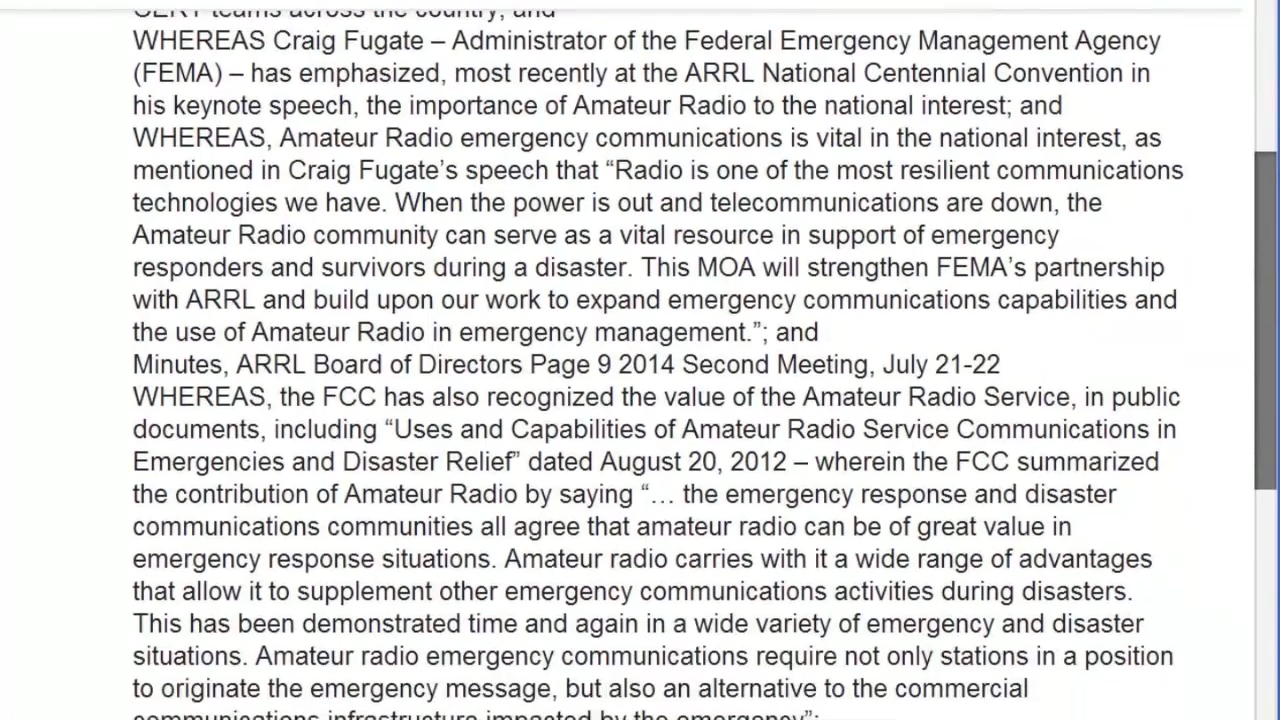 CERT teams across the country; and
WHEREAS Craig Fugate – Administrator of the Federal Emergency Management Agency
(FEMA) – has emphasized, most recently at the ARRL National Centennial Convention in
his keynote speech, the importance of Amateur Radio to the national interest; and
WHEREAS, Amateur Radio emergency communications is vital in the national interest, as
mentioned in Craig Fugate’s speech that “Radio is one of the most resilient communications
technologies we have. When the power is out and telecommunications are down, the
Amateur Radio community can serve as a vital resource in support of emergency
responders and survivors during a disaster. This MOA will strengthen FEMA’s partnership
with ARRL and build upon our work to expand emergency communications capabilities and
the use of Amateur Radio in emergency management.”; and
Minutes, ARRL Board of Directors Page 9 2014 Second Meeting, July 21-22
WHEREAS, the FCC has also recognized the value of the Amateur Radio Service, in public
documents, including “Uses and Capabilities of Amateur Radio Service Communications in
Emergencies and Disaster Relief” dated August 20, 2012 – wherein the FCC summarized
the contribution of Amateur Radio by saying “… the emergency response and disaster
communications communities all agree that amateur radio can be of great value in
emergency response situations. Amateur radio carries with it a wide range of advantages
that allow it to supplement other emergency communications activities during disasters.
This has been demonstrated time and again in a wide variety of emergency and disaster
situations. Amateur radio emergency communications require not only stations in a position
to originate the emergency message, but also an alternative to the commercial
communications infrastructure impacted by the emergency”;